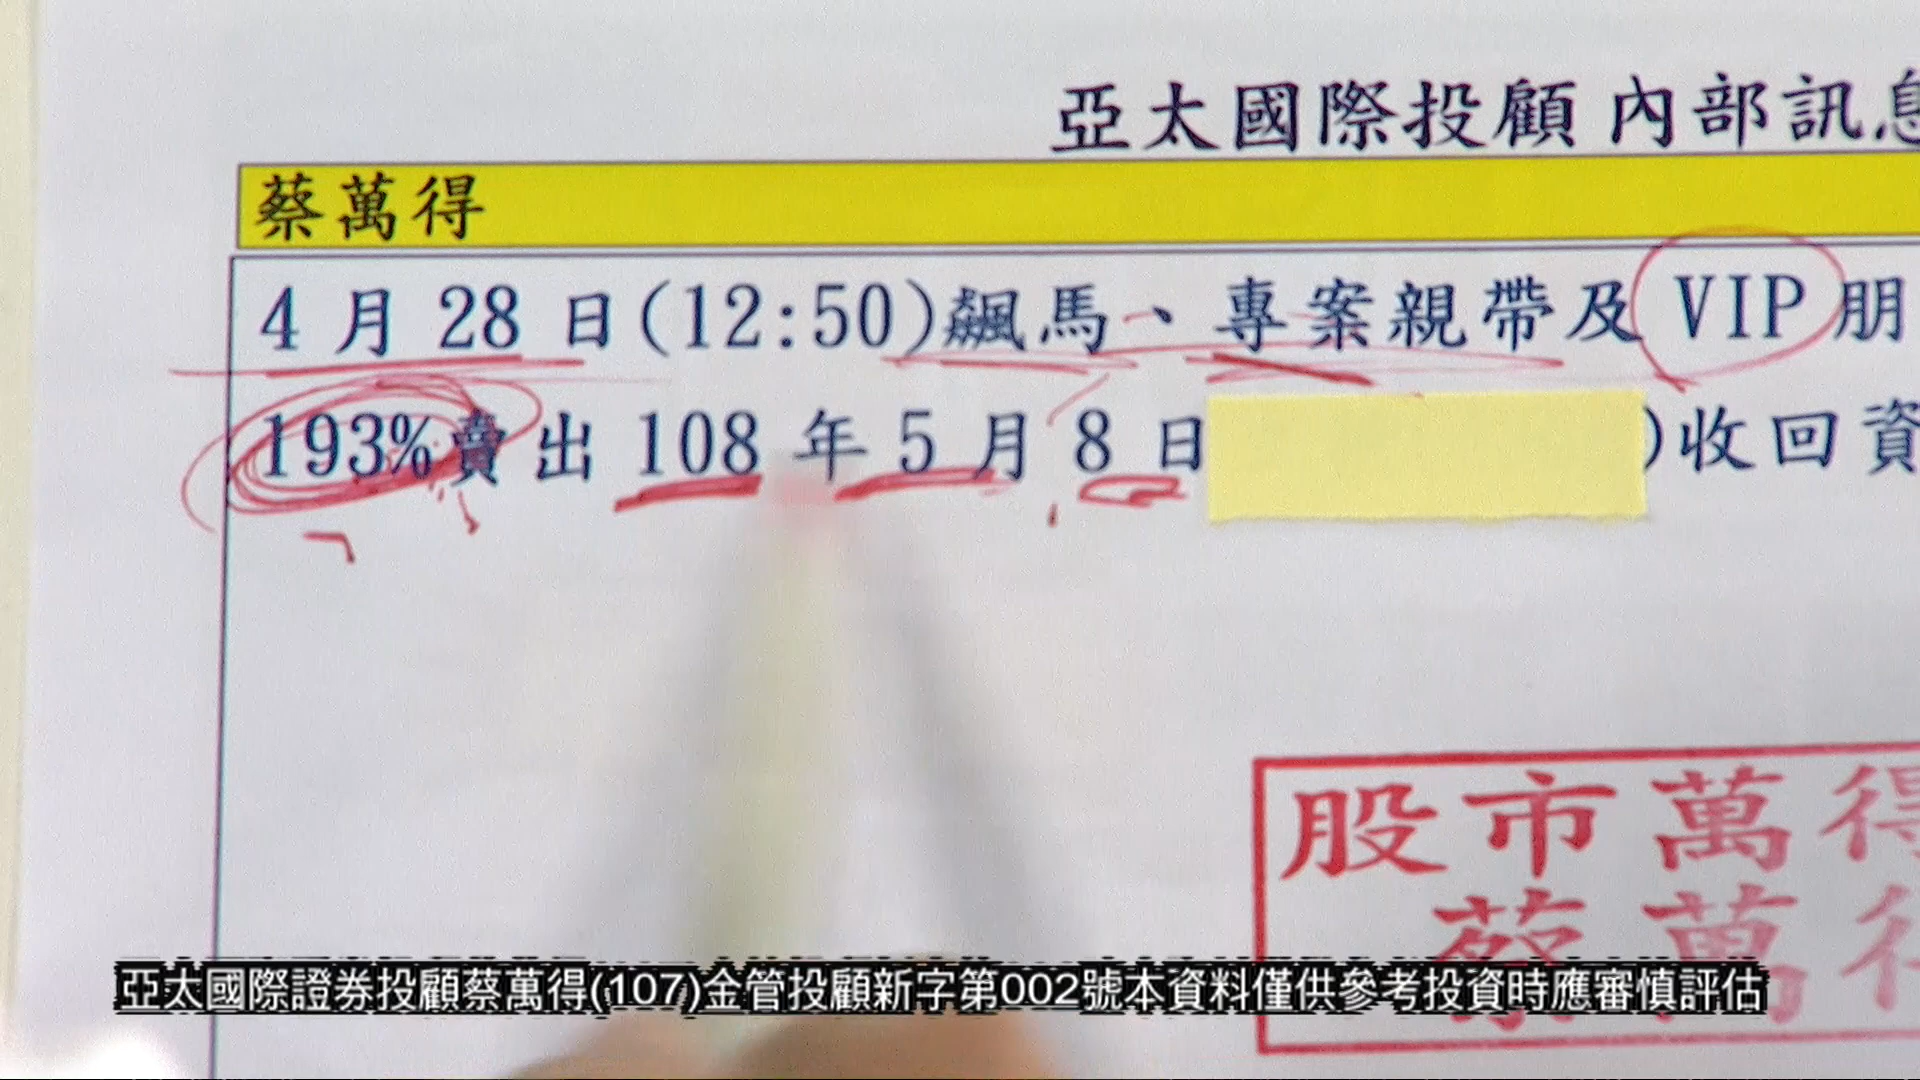 亞太國際投顧 內部訊息
蔡萬得
4 月 28 日(12:50)飆馬、專案親帶及 VIP 朋
193%賣出 108 年 5 月 8 日
)收回資
股市萬得
蔡萬得
亞太國際證券投顧蔡萬得(107)金管投顧新字第002號本資料僅供參考投資時應審慎評估